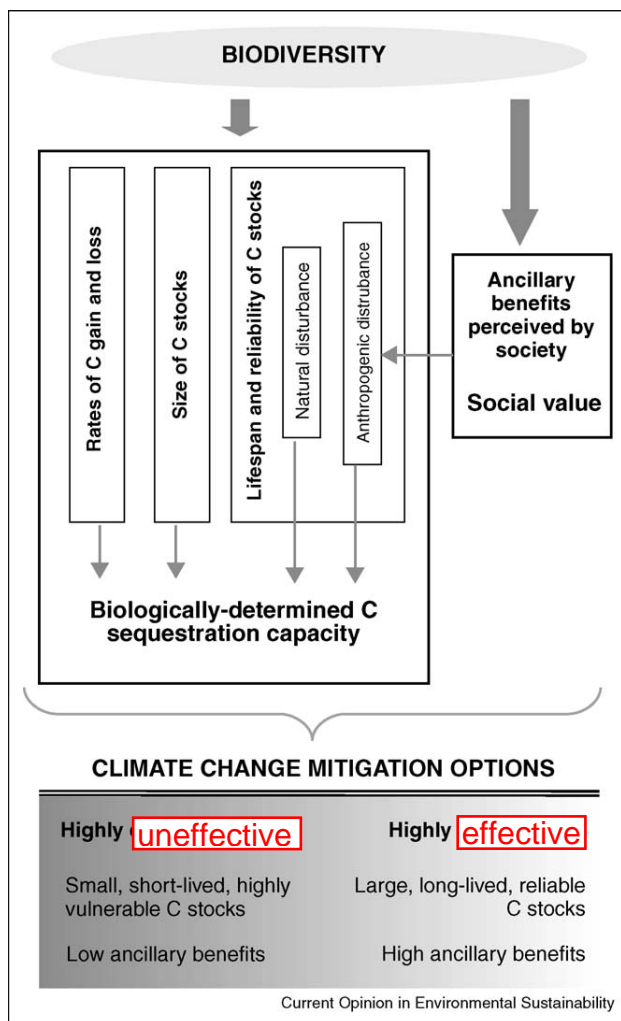 BIODIVERSITY
Rates of C gain and loss
Size of C stocks
Lifespan and reliability of C stocks
Natural disturbance
Anthropogenic distrubance
Ancillary
benefits
perceived by
society
Social value
Biologically-determined C
sequestration capacity
CLIMATE CHANGE MITIGATION OPTIONS
Highly uneffective
Small, short-lived, highly
vulnerable C stocks
Low ancillary benefits
Highly effective
Large, long-lived, reliable
C stocks
High ancillary benefits
Current Opinion in Environmental Sustainability